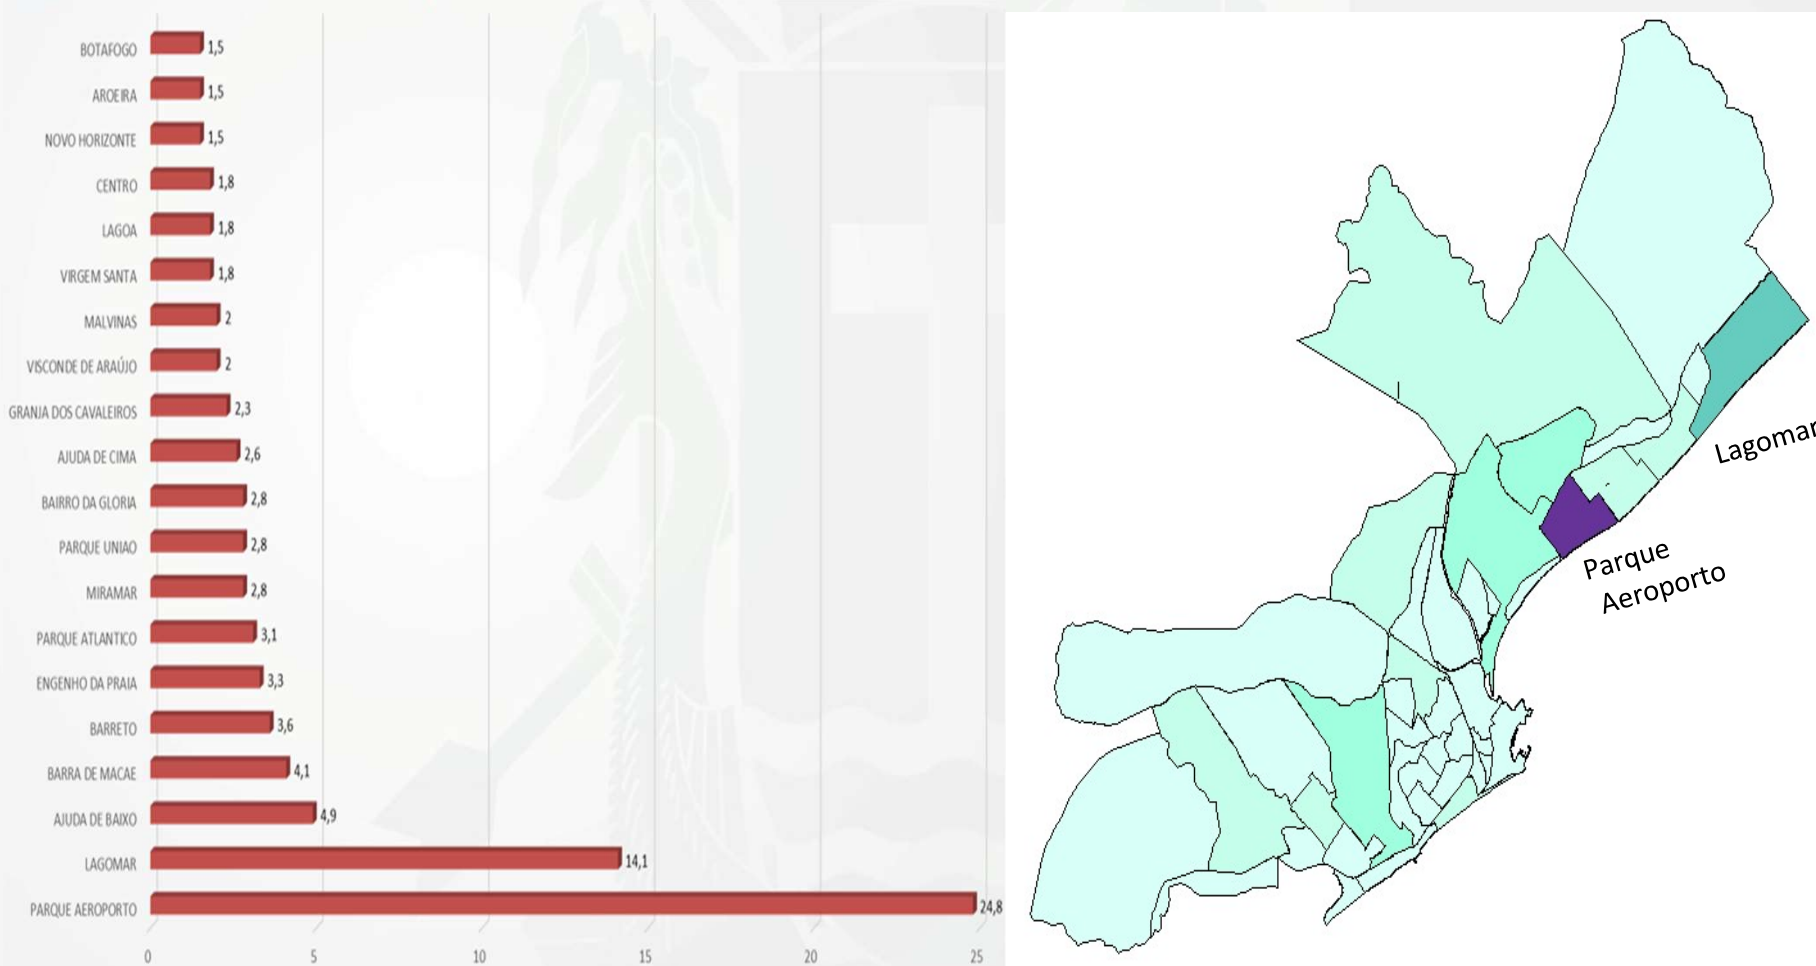 BOTAFOGO 1,5
AROEIRA 1,5
NOVO HORIZONTE 1,5
CENTRO 1,8
LAGOA 1,8
VIRGEM SANTA 1,8
MALVINAS 2
VISCONDE DE ARAÚJO 2
GRANJA DOS CAVALEIROS 2,3
AJUDA DE CIMA 2,6
BAIRRO DA GLORIA 2,8
PARQUE UNIAO 2,8
MIRAMAR 2,8
PARQUE ATLANTICO 3,1
ENGENHO DA PRAIA 3,3
BARRETO 3,6
BARRA DE MACAE 4,1
AJUDA DE BAIXO 4,9
LAGOMAR 14,1
PARQUE AEROPORTO 24,8
0 5 10 15 20 25
Lagomar
Parque
Aeroporto